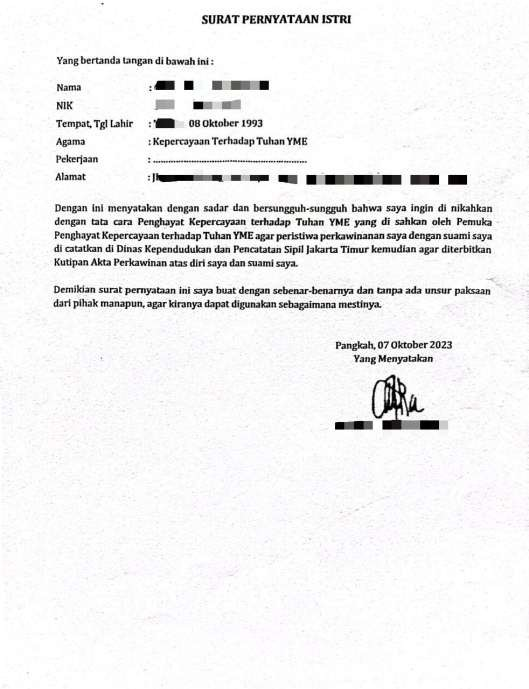 SURAT PERNYATAAN ISTRI
Yang bertanda tangan di bawah ini :
Nama :
NIK :
Tempat, Tgl Lahir : 08 Oktober 1993
Agama : Kepercayaan Terhadap Tuhan YME
Pekerjaan : ......................................................
Alamat : Jl
Dengan ini menyatakan dengan sadar dan bersungguh-sungguh bahwa saya ingin di nikahkan
dengan tata cara Penghayat Kepercayaan terhadap Tuhan YME yang di sahkan oleh Pemuka
Penghayat Kepercayaan terhadap Tuhan YME agar peristiwa perkawinanan saya dengan suami saya
di catatkan di Dinas Kependudukan dan Pencatatan Sipil Jakarta Timur kemudian agar diterbitkan
Kutipan Akta Perkawinan atas diri saya dan suami saya.
Demikian surat pernyataan ini saya buat dengan sebenar-benarnya dan tanpa ada unsur paksaan
dari pihak manapun, agar kiranya dapat digunakan sebagaimana mestinya.
Pangkah, 07 Oktober 2023
Yang Menyatakan